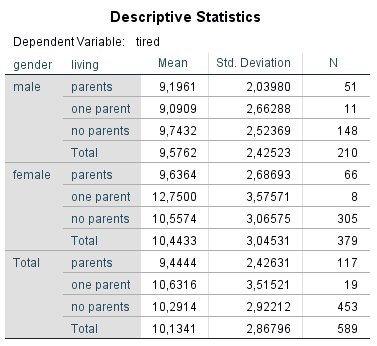 Descriptive Statistics
Dependent Variable: tired
gender living Mean Std. Deviation N
male parents 9,1961 2,03980 51
one parent 9,0909 2,66288 11
no parents 9,7432 2,52369 148
Total 9,5762 2,42523 210
female parents 9,6364 2,68693 66
one parent 12,7500 3,57571 8
no parents 10,5574 3,06575 305
Total 10,4433 3,04531 379
Total parents 9,4444 2,42631 117
one parent 10,6316 3,51521 19
no parents 10,2914 2,92212 453
Total 10,1341 2,86796 589